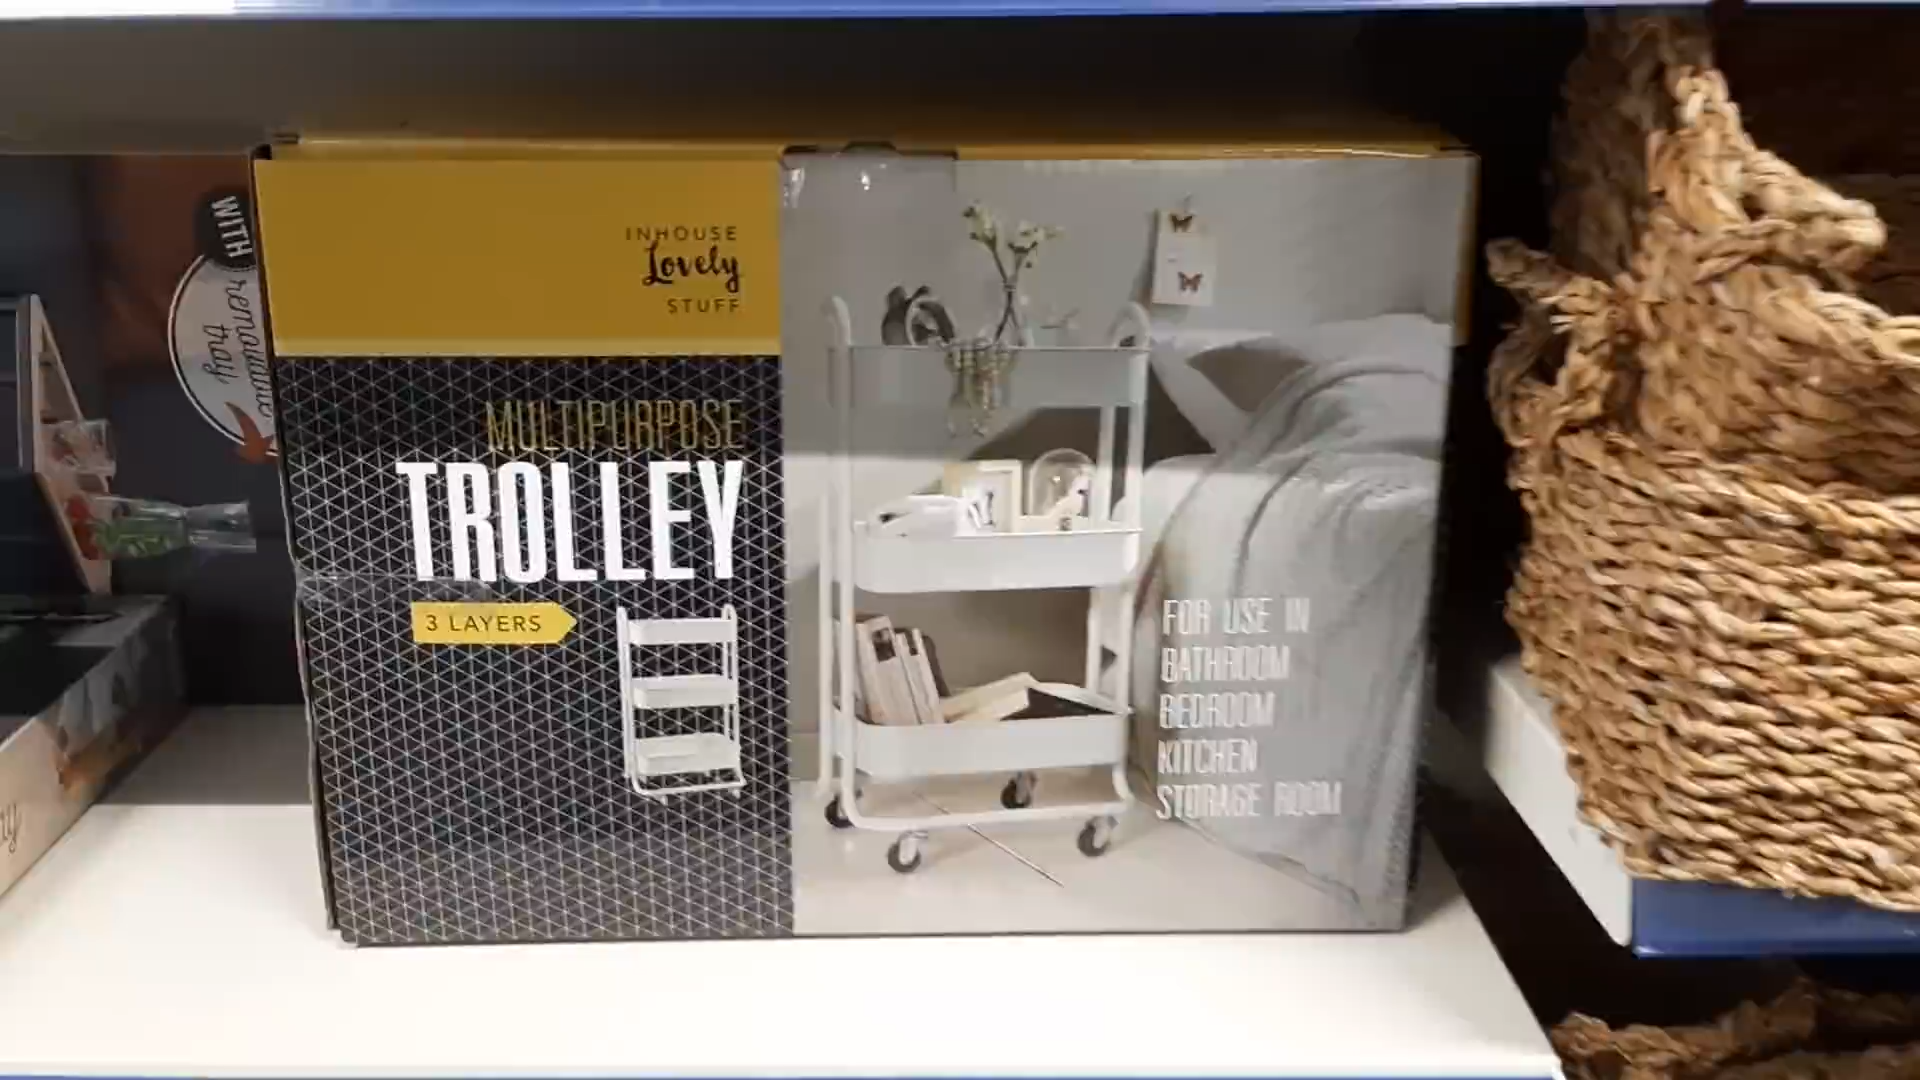 INHOUSE
Lovely
STUFF
MULTIPURPOSE
TROLLEY
3 LAYERS
FOR USE IN
BATHROOM
BEDROOM
KITCHEN
STORAGE ROOM
WITH
removable
tray